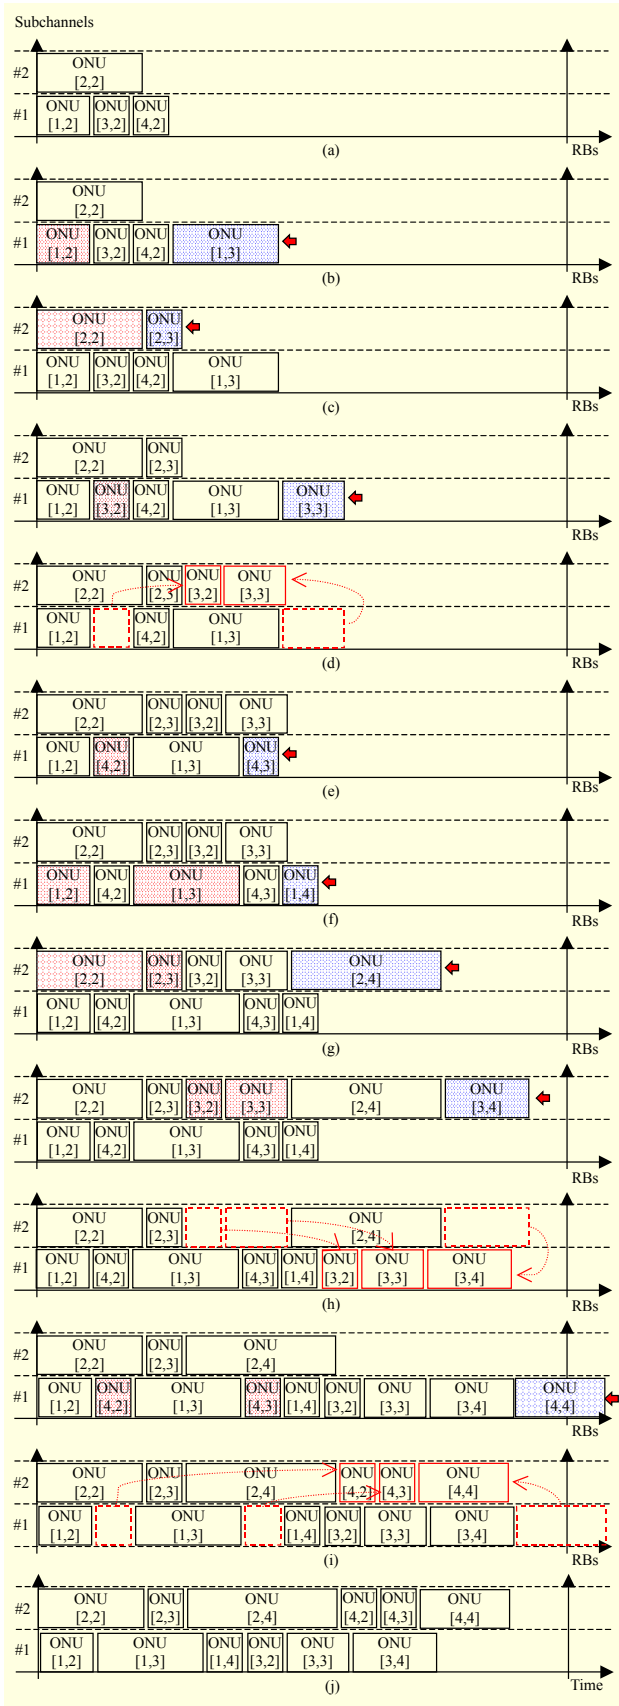 Subchannels
#2 ONU [2,2]
#1 ONU [1,2] ONU [3,2] ONU [4,2]
RBs
(a)
#2 ONU [2,2]
#1 ONU [1,2] ONU [3,2] ONU [4,2] ONU [1,3]
RBs
(b)
#2 ONU [2,2] ONU [2,3]
#1 ONU [1,2] ONU [3,2] ONU [4,2] ONU [1,3]
RBs
(c)
#2 ONU [2,2] ONU [2,3]
#1 ONU [1,2] ONU [3,2] ONU [4,2] ONU [1,3] ONU [3,3]
RBs
#2 ONU [2,2] ONU [2,3] ONU [3,2] ONU [3,3]
#1 ONU [1,2] ONU [4,2] ONU [1,3]
RBs
(d)
#2 ONU [2,2] ONU [2,3] ONU [3,2] ONU [3,3]
#1 ONU [1,2] ONU [4,2] ONU [1,3] ONU [4,3]
RBs
(e)
#2 ONU [2,2] ONU [2,3] ONU [3,2] ONU [3,3]
#1 ONU [1,2] ONU [4,2] ONU [1,3] ONU [4,3] ONU [1,4]
RBs
(f)
#2 ONU [2,2] ONU [2,3] ONU [3,2] ONU [3,3] ONU [2,4]
#1 ONU [1,2] ONU [4,2] ONU [1,3] ONU [4,3] ONU [1,4]
RBs
(g)
#2 ONU [2,2] ONU [2,3] ONU [3,2] ONU [3,3] ONU [2,4] ONU [3,4]
#1 ONU [1,2] ONU [4,2] ONU [1,3] ONU [4,3] ONU [1,4]
RBs
#2 ONU [2,2] ONU [2,3] ONU [2,4]
#1 ONU [1,2] ONU [4,2] ONU [1,3] ONU [4,3] ONU [1,4] ONU [3,2] ONU [3,3] ONU [3,4]
RBs
(h)
#2 ONU [2,2] ONU [2,3] ONU [2,4]
#1 ONU [1,2] ONU [4,2] ONU [1,3] ONU [4,3] ONU [1,4] ONU [3,2] ONU [3,3] ONU [3,4] ONU [4,4]
RBs
#2 ONU [2,2] ONU [2,3] ONU [2,4] ONU [4,2] ONU [4,3] ONU [4,4]
#1 ONU [1,2] ONU [1,3] ONU [1,4] ONU [3,2] ONU [3,3] ONU [3,4]
RBs
(i)
#2 ONU [2,2] ONU [2,3] ONU [2,4] ONU [4,2] ONU [4,3] ONU [4,4]
#1 ONU [1,2] ONU [1,3] ONU [1,4] ONU [3,2] ONU [3,3] ONU [3,4]
Time
(j)